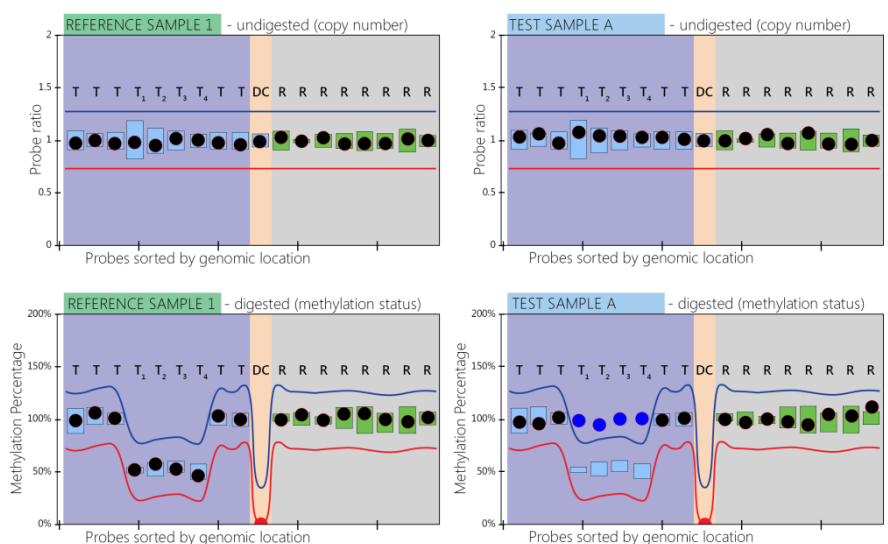 REFERENCE SAMPLE 1 - undigested (copy number)
2
1.5
1
0.5
0
Probe ratio
T T T T1 T2 T3 T4 T T DC R R R R R R R R
Probes sorted by genomic location
TEST SAMPLE A - undigested (copy number)
2
1.5
1
0.5
0
Probe ratio
T T T T1 T2 T3 T4 T T DC R R R R R R R R
Probes sorted by genomic location
REFERENCE SAMPLE 1 - digested (methylation status)
200%
150%
100%
50%
0%
Methylation Percentage
T T T T1 T2 T3 T4 T T DC R R R R R R R R
Probes sorted by genomic location
TEST SAMPLE A - digested (methylation status)
200%
150%
100%
50%
0%
Methylation Percentage
T T T T1 T2 T3 T4 T T DC R R R R R R R R
Probes sorted by genomic location